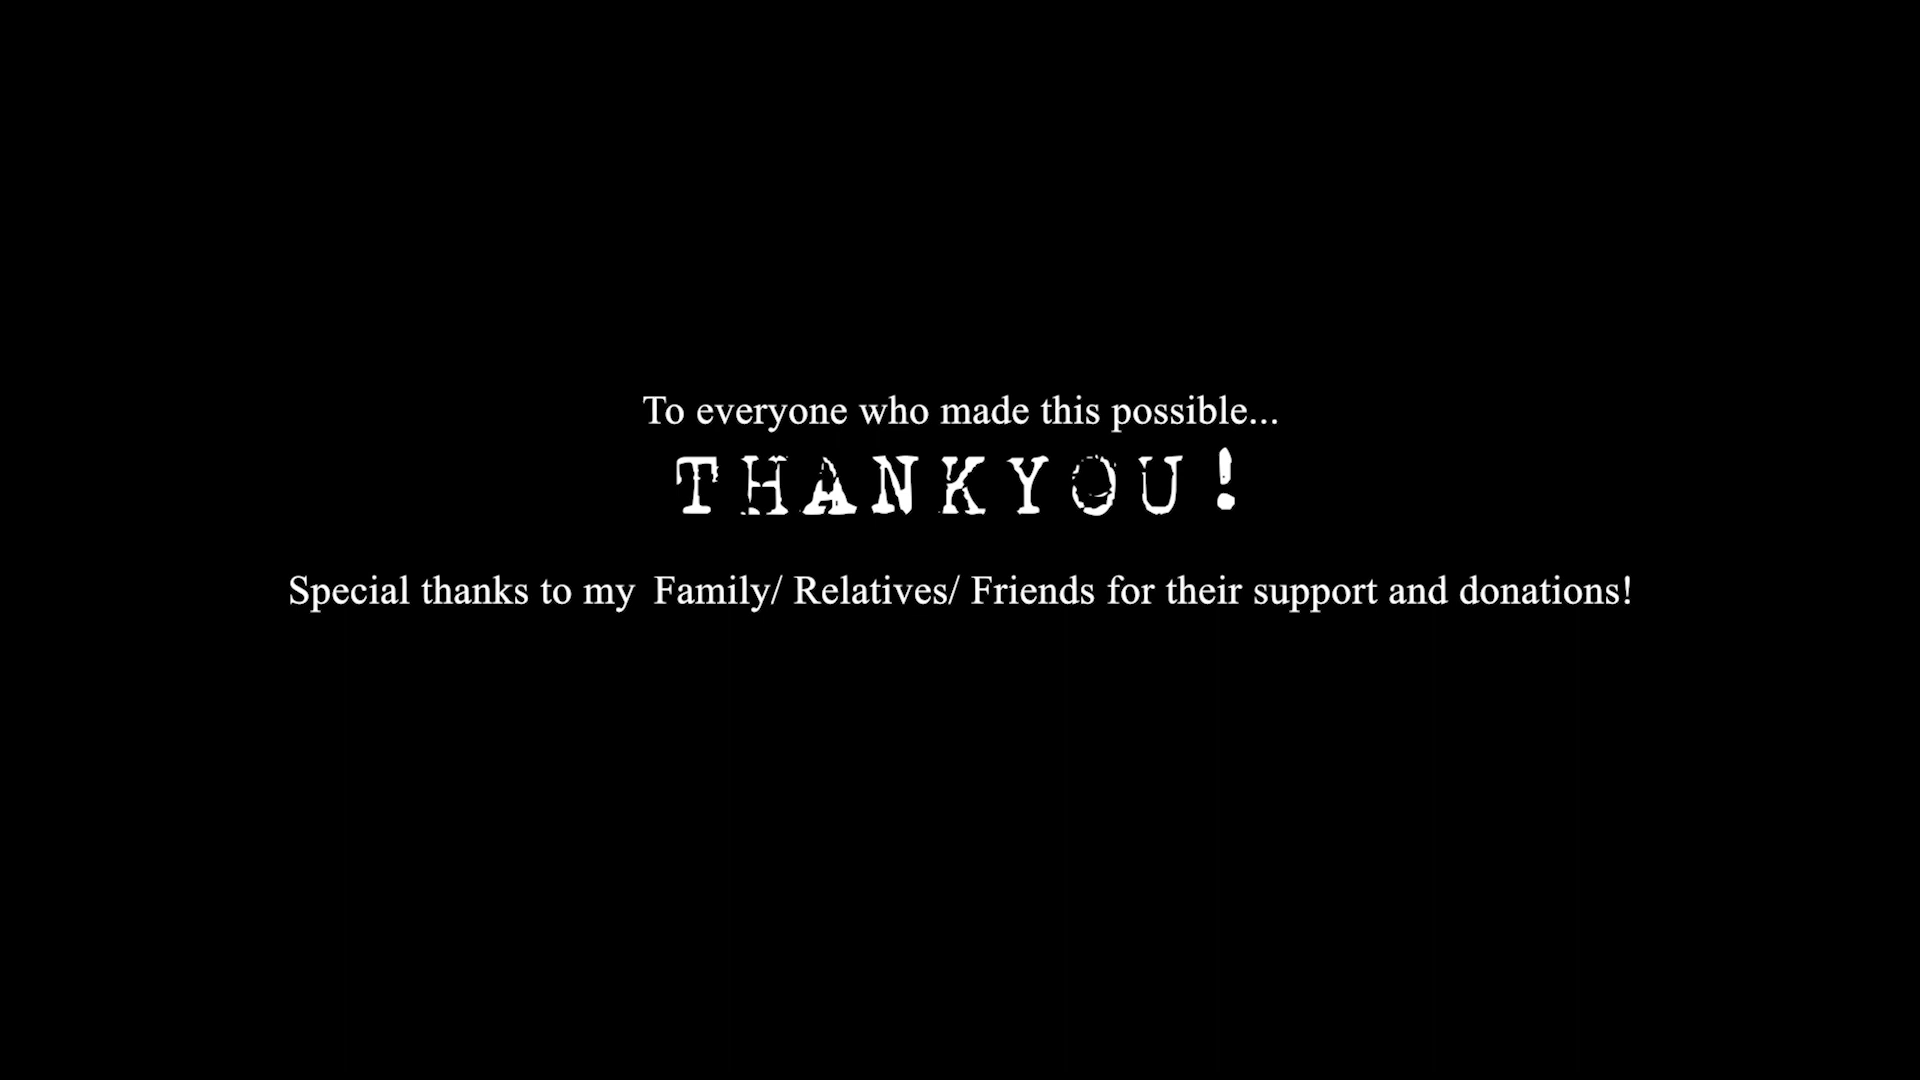 To everyone who made this possible...
THANKYOU!
Special thanks to my Family/ Relatives/ Friends for their support and donations!